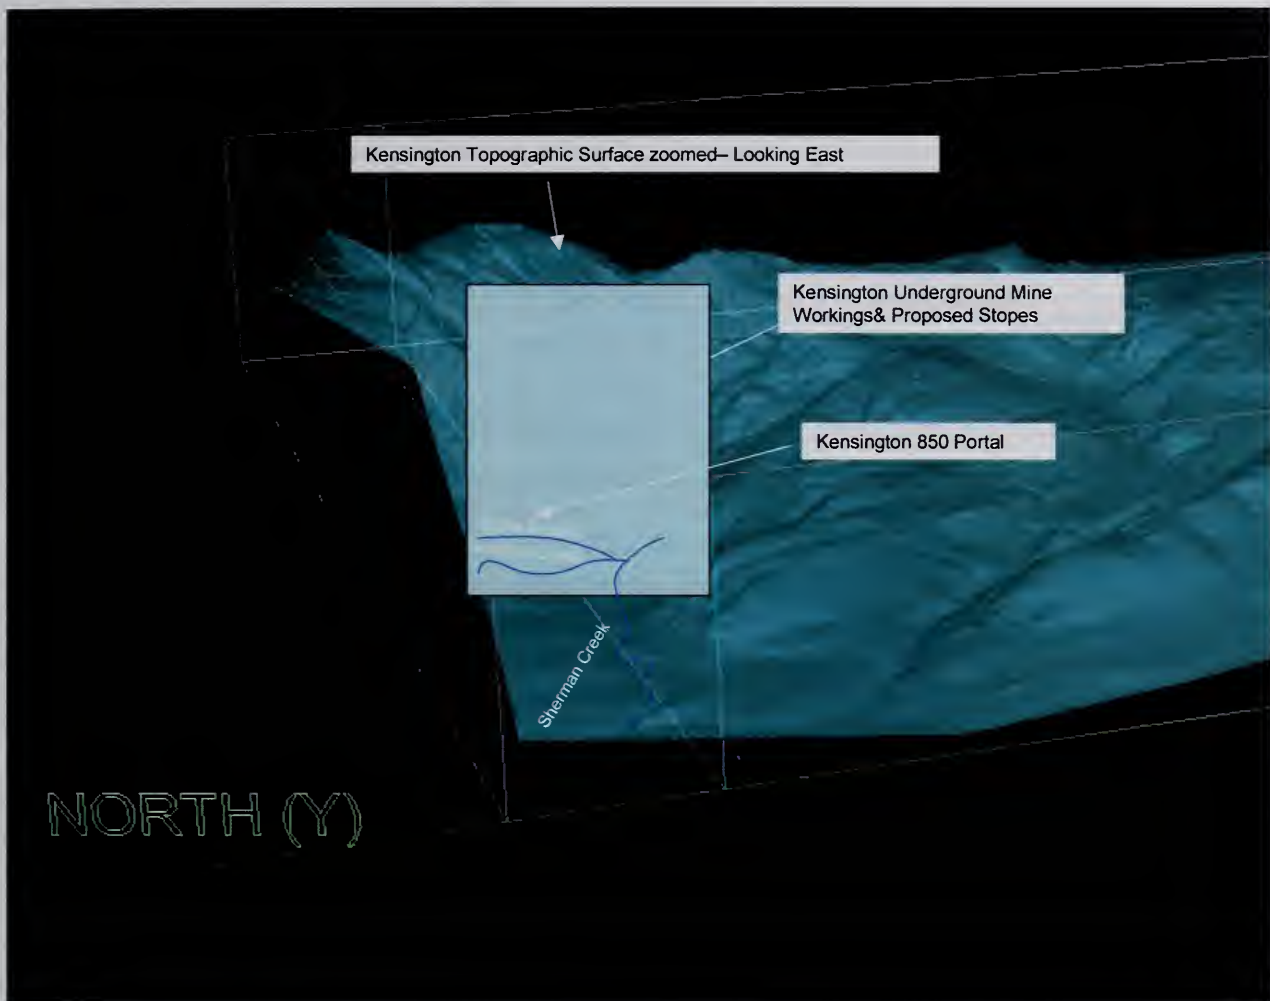 Kensington Topographic Surface zoomed– Looking East
Kensington Underground Mine
Workings& Proposed Stopes
Kensington 850 Portal
Sherman Creek
NORTH (Y)